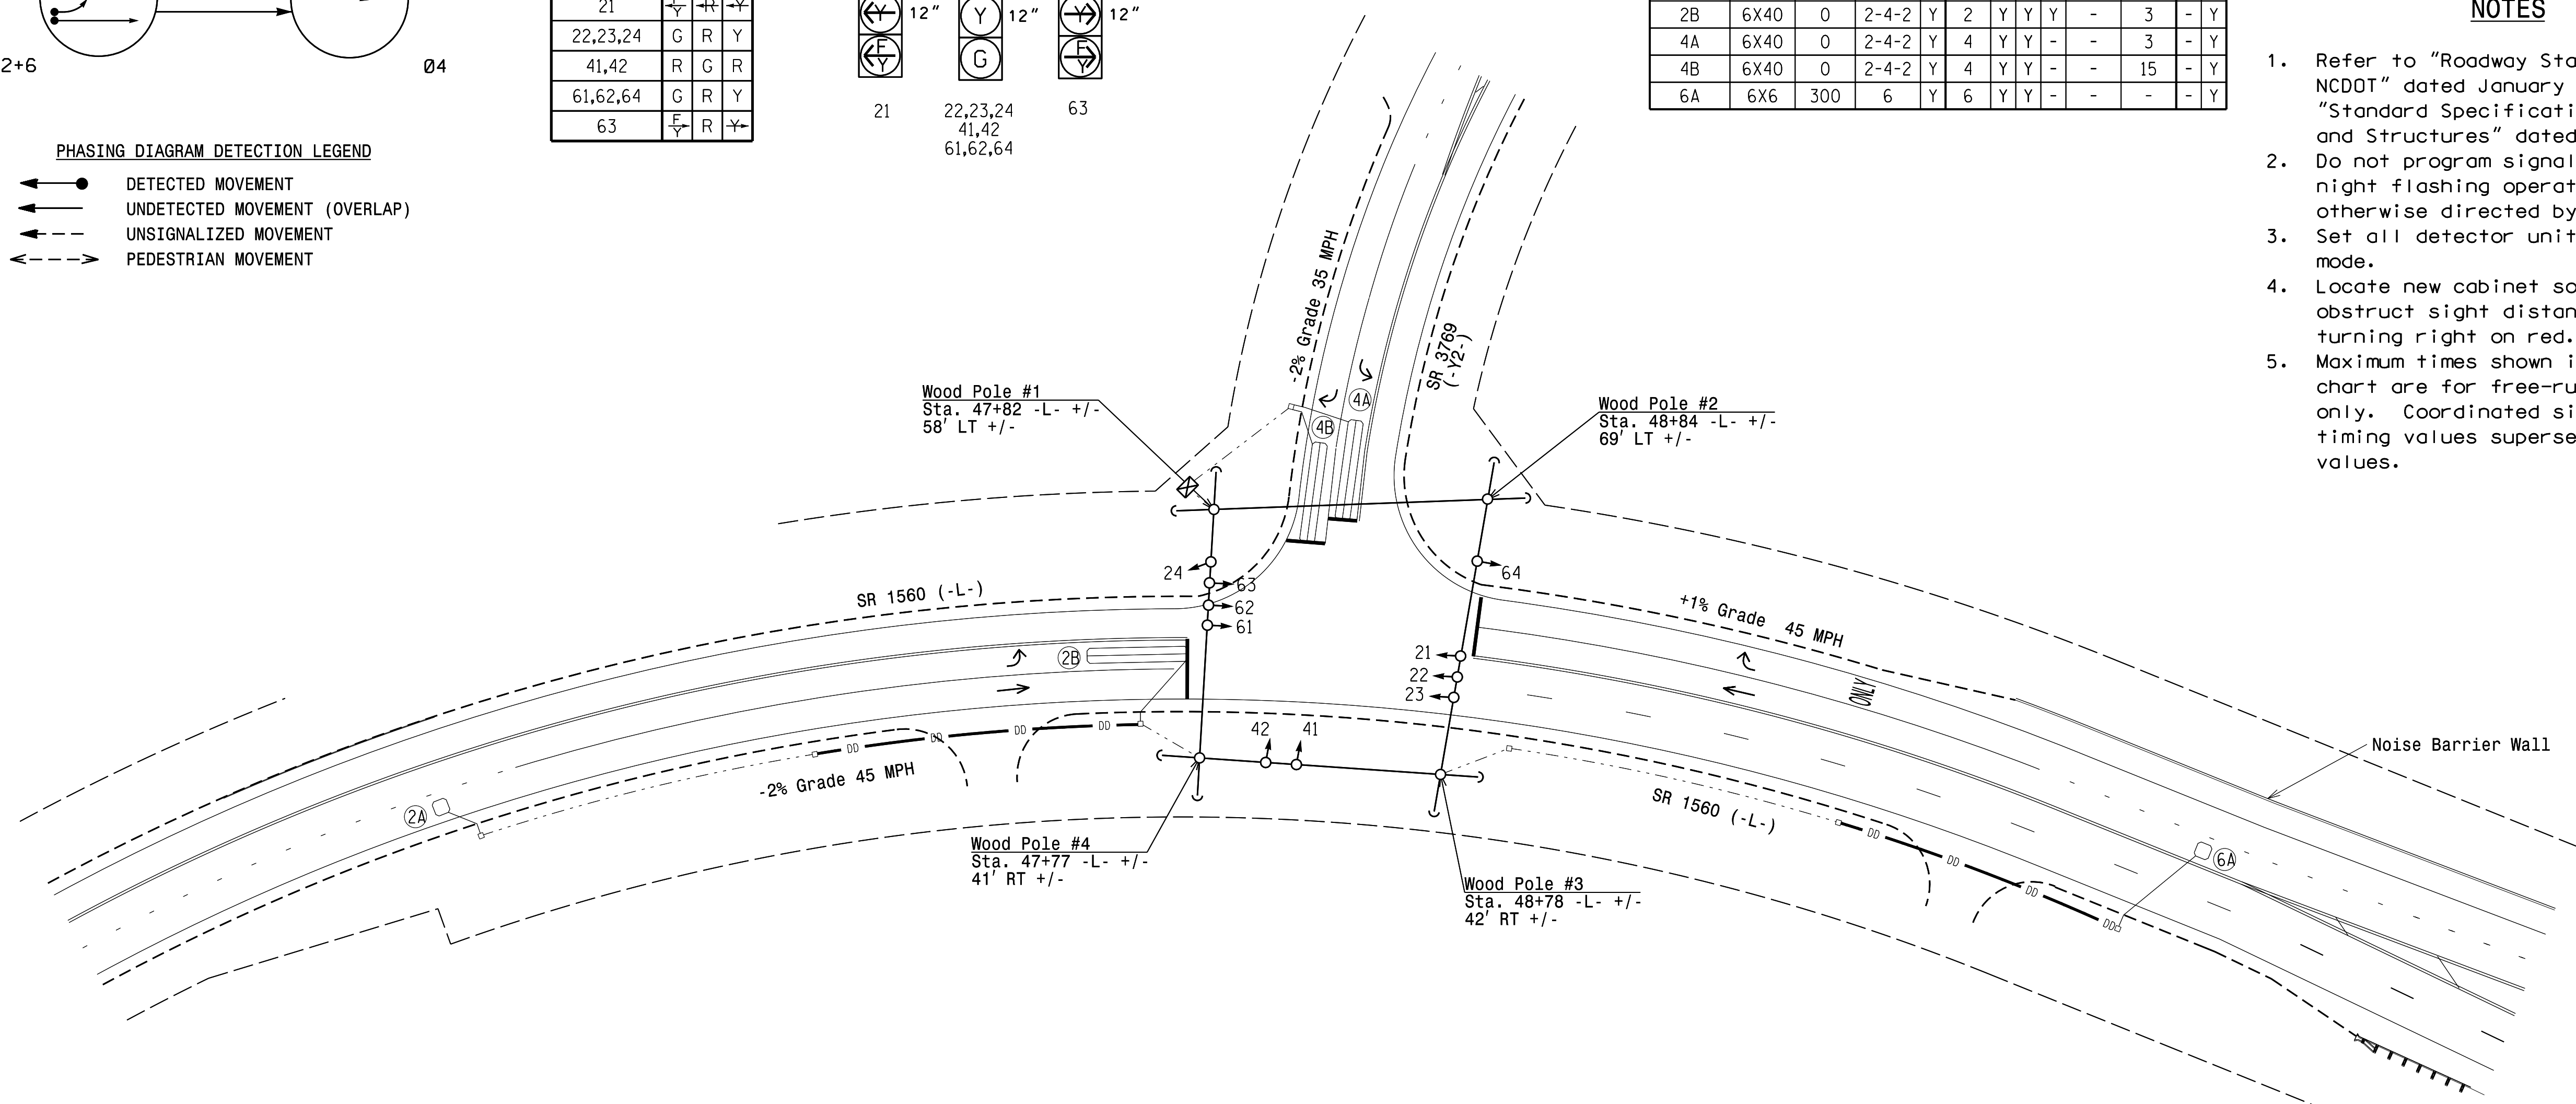 2+6
Ø04
21 F Y R Y
22,23,24 G R Y
41,42 R G R
61,62,64 G R Y
63 F Y R Y
Y 12"
F Y
21
Y 12"
G
22,23,24
41,42
61,62,64
Y 12"
F Y
63
2B 6X40 0 2-4-2 Y 2 Y Y Y - 3 - Y
4A 6X40 0 2-4-2 Y 4 Y Y - - 3 - Y
4B 6X40 0 2-4-2 Y 4 Y Y - - 15 - Y
6A 6X6 300 6 Y 6 Y Y - - - - Y
NOTES
1. Refer to "Roadway Sta
NCDOT" dated January
"Standard Specificati
and Structures" dated
2. Do not program signal
night flashing operat
otherwise directed by
3. Set all detector unit
mode.
4. Locate new cabinet so
obstruct sight distan
turning right on red.
5. Maximum times shown i
chart are for free-ru
only. Coordinated si
timing values superse
values.
PHASING DIAGRAM DETECTION LEGEND
DETECTED MOVEMENT
UNDETECTED MOVEMENT (OVERLAP)
UNSIGNALIZED MOVEMENT
PEDESTRIAN MOVEMENT
-2% Grade 35 MPH
SR 3769
(-Y2-)
4A
4B
Wood Pole #1
Sta. 47+82 -L- +/-
58' LT +/-
Wood Pole #2
Sta. 48+84 -L- +/-
69' LT +/-
24
63
62
61
64
21
22
23
42
41
SR 1560 (-L-)
2B
2A
-2% Grade 45 MPH
DD
DD
DD
DD
+1% Grade 45 MPH
ONLY
Noise Barrier Wall
SR 1560 (-L-)
DD
DD
DD
DD
6A
Wood Pole #4
Sta. 47+77 -L- +/-
41' RT +/-
Wood Pole #3
Sta. 48+78 -L- +/-
42' RT +/-